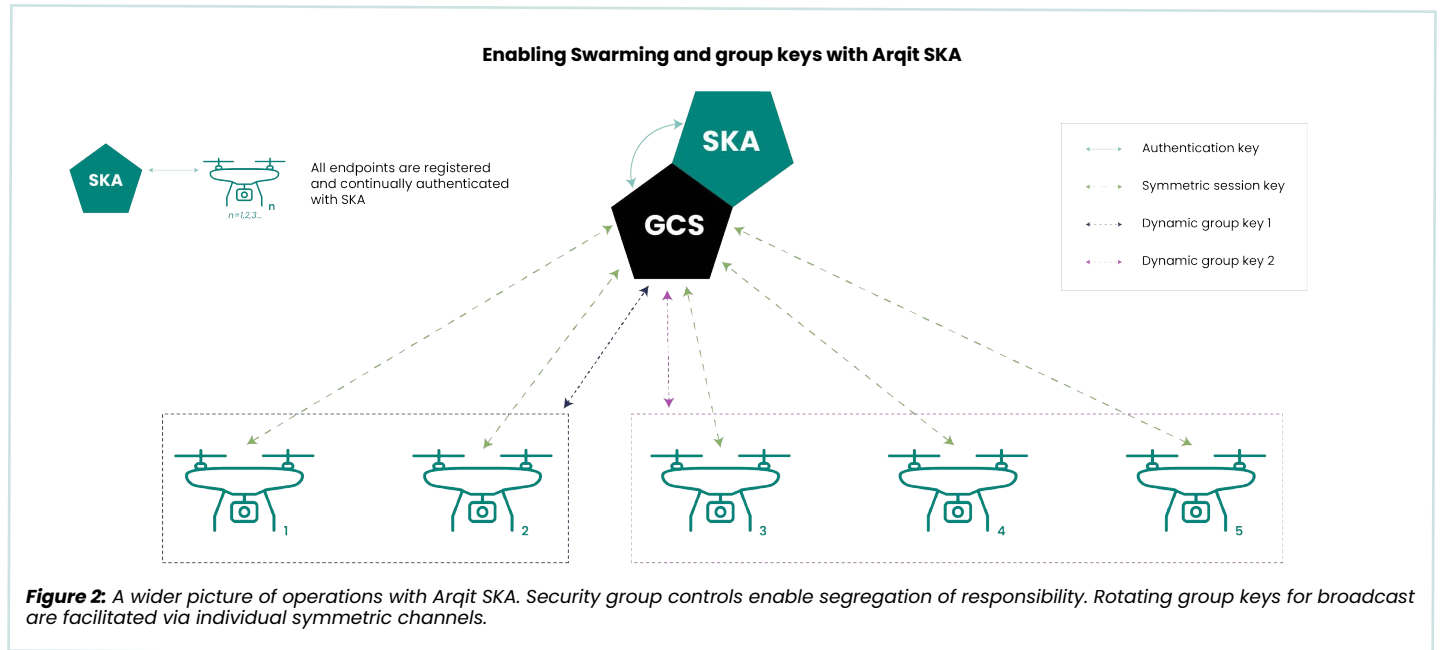 Enabling Swarming and group keys with Arqit SKA
SKA
n=1,2,3...
n
All endpoints are registered
and continually authenticated
with SKA
SKA
GCS
Authentication key
Symmetric session key
Dynamic group key 1
Dynamic group key 2
1
2
3
4
5
Figure 2: A wider picture of operations with Arqit SKA. Security group controls enable segregation of responsibility. Rotating group keys for broadcast
are facilitated via individual symmetric channels.